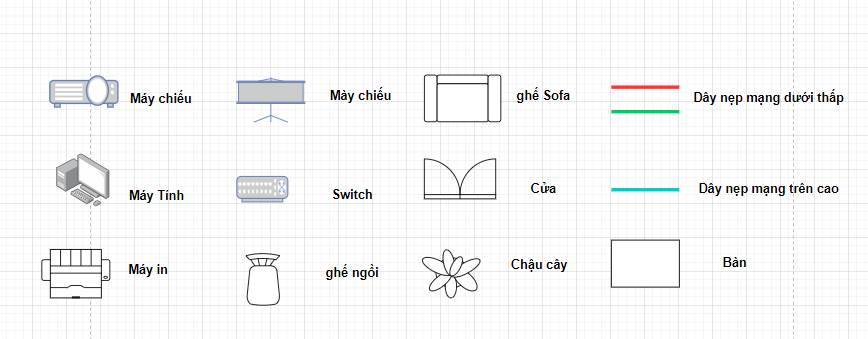 Máy chiếu
Mày chiếu
ghế Sofa
Dây nẹp mạng dưới thấp
Máy Tính
Switch
Cửa
Dây nẹp mạng trên cao
Máy in
ghế ngồi
Chậu cây
Bàn